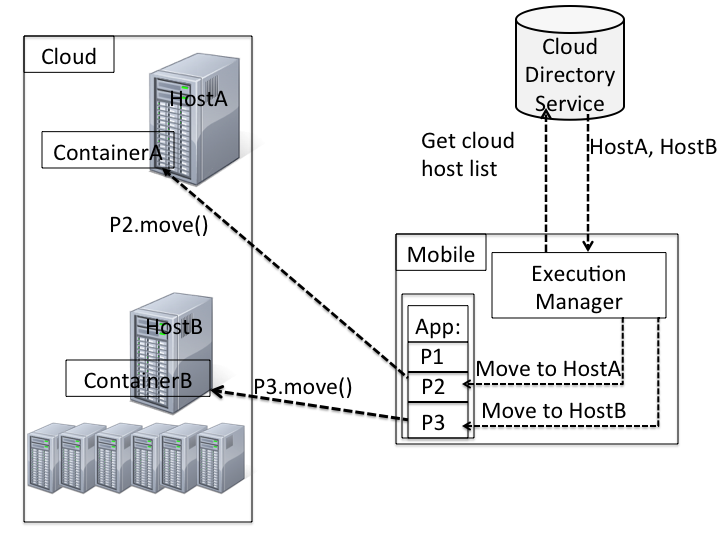 Cloud
HostA
ContainerA
P2.move()
HostB
ContainerB
P3.move()
Cloud
Directory
Service
Get cloud
host list
HostA, HostB
Mobile
Execution
Manager
App:
P1
P2
P3
Move to HostA
Move to HostB